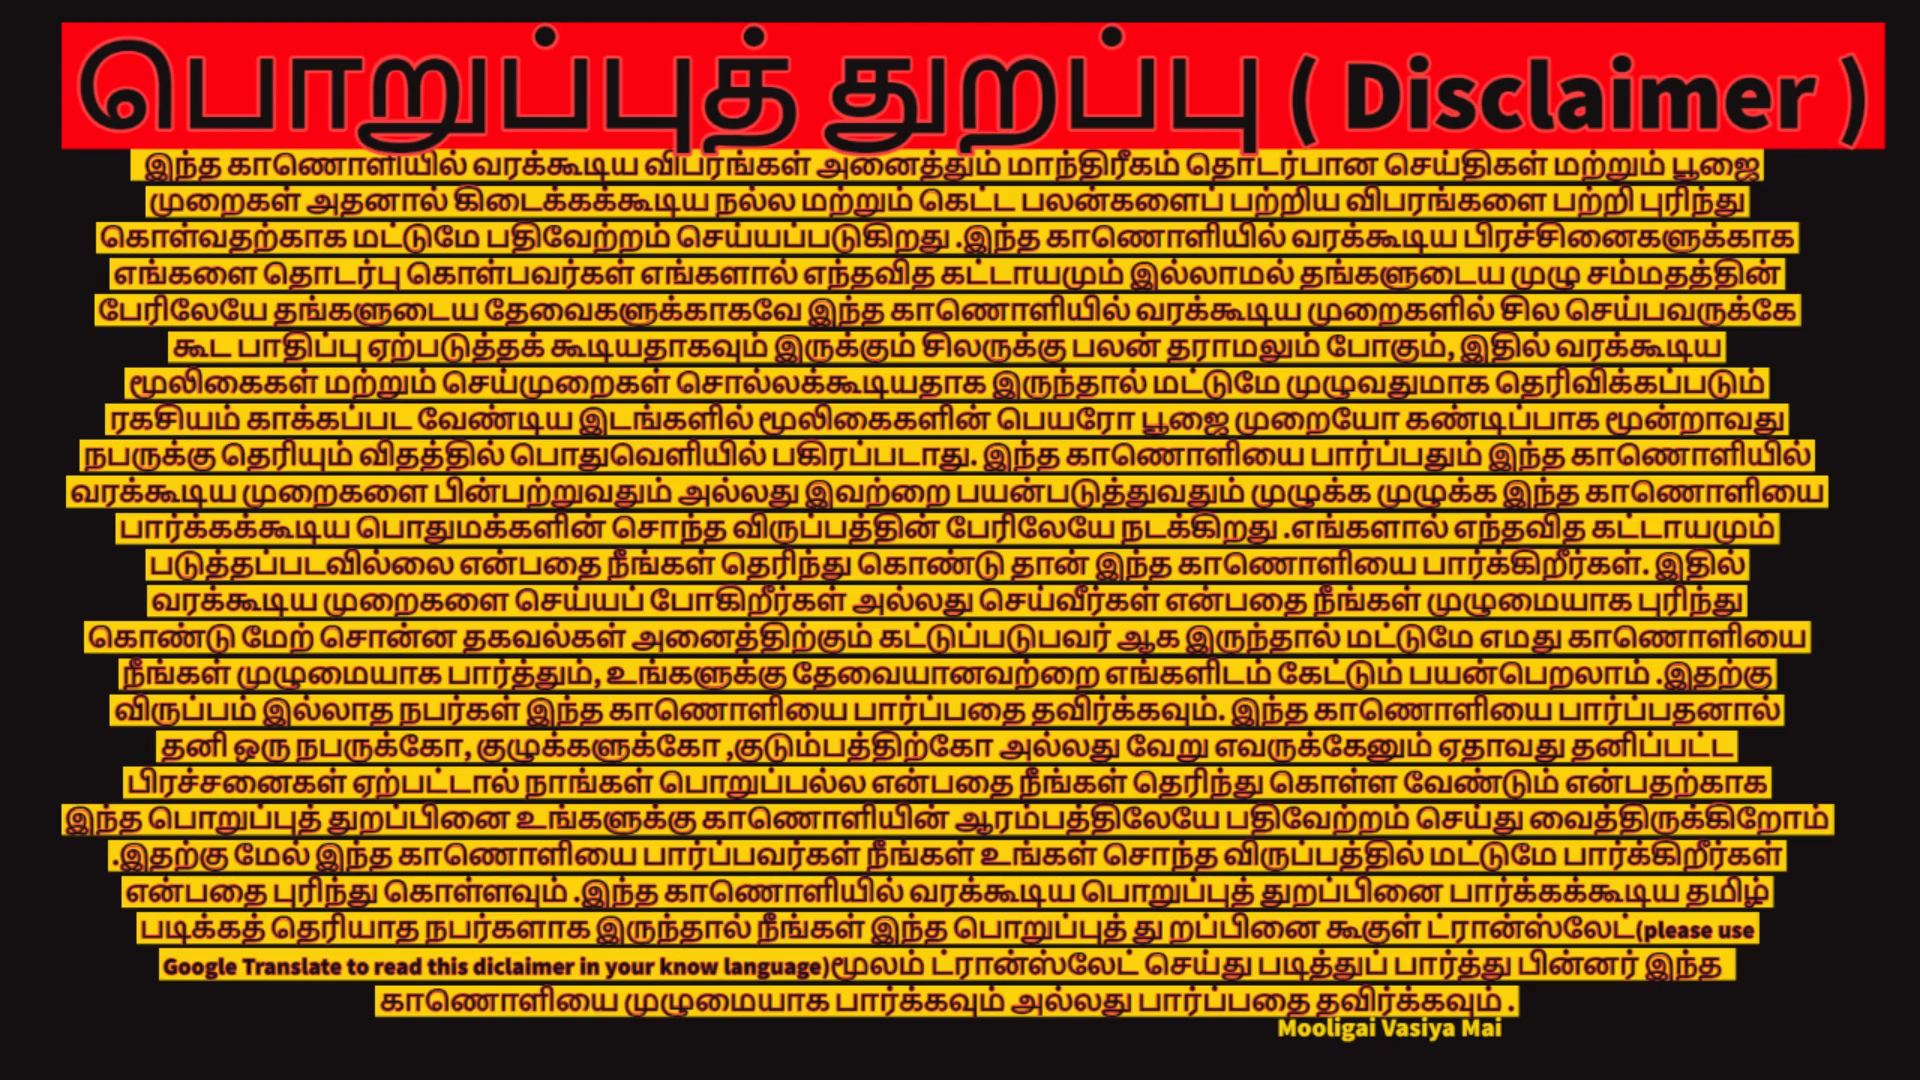 பொறுப்புத் துறப்பு ( Disclaimer )
இந்த காணொளியில் வரக்கூடிய விபரங்கள் அனைத்தும் மாந்திரீகம் தொடர்பான செய்திகள் மற்றும் பூஜை
முறைகள் அதனால் கிடைக்கக்கூடிய நல்ல மற்றும் கெட்ட பலன்களைப் பற்றிய விபரங்களை பற்றி புரிந்து
கொள்வதற்காக மட்டுமே பதிவேற்றம் செய்யப்படுகிறது .இந்த காணொளியில் வரக்கூடிய பிரச்சினைகளுக்காக
எங்களை தொடர்பு கொள்பவர்கள் எங்களால் எந்தவித கட்டாயமும் இல்லாமல் தங்களுடைய முழு சம்மதத்தின்
பேரிலேயே தங்களுடைய தேவைகளுக்காகவே இந்த காணொளியில் வரக்கூடிய முறைகளில் சில செய்பவருக்கே
கூட பாதிப்பு ஏற்படுத்தக் கூடியதாகவும் இருக்கும் சிலருக்கு பலன் தராமலும் போகும், இதில் வரக்கூடிய
மூலிகைகள் மற்றும் செய்முறைகள் சொல்லக்கூடியதாக இருந்தால் மட்டுமே முழுவதுமாக தெரிவிக்கப்படும்
ரகசியம் காக்கப்பட வேண்டிய இடங்களில் மூலிகைகளின் பெயரோ பூஜை முறையோ கண்டிப்பாக மூன்றாவது
நபருக்கு தெரியும் விதத்தில் பொதுவெளியில் பகிரப்படாது. இந்த காணொளியை பார்ப்பதும் இந்த காணொளியில்
வரக்கூடிய முறைகளை பின்பற்றுவதும் அல்லது இவற்றை பயன்படுத்துவதும் முழுக்க முழுக்க இந்த காணொளியை
பார்க்கக்கூடிய பொதுமக்களின் சொந்த விருப்பத்தின் பேரிலேயே நடக்கிறது .எங்களால் எந்தவித கட்டாயமும்
படுத்தப்படவில்லை என்பதை நீங்கள் தெரிந்து கொண்டு தான் இந்த காணொளியை பார்க்கிறீர்கள். இதில்
வரக்கூடிய முறைகளை செய்யப் போகிறீர்கள் அல்லது செய்வீர்கள் என்பதை நீங்கள் முழுமையாக புரிந்து
கொண்டு மேற் சொன்ன தகவல்கள் அனைத்திற்கும் கட்டுப்படுபவர் ஆக இருந்தால் மட்டுமே எமது காணொளியை
நீங்கள் முழுமையாக பார்த்தும், உங்களுக்கு தேவையானவற்றை எங்களிடம் கேட்டும் பயன்பெறலாம் .இதற்கு
விருப்பம் இல்லாத நபர்கள் இந்த காணொளியை பார்ப்பதை தவிர்க்கவும். இந்த காணொளியை பார்ப்பதனால்
தனி ஒரு நபருக்கோ, குழுக்களுக்கோ ,குடும்பத்திற்கோ அல்லது வேறு எவருக்கேனும் ஏதாவது தனிப்பட்ட
பிரச்சனைகள் ஏற்பட்டால் நாங்கள் பொறுப்பல்ல என்பதை நீங்கள் தெரிந்து கொள்ள வேண்டும் என்பதற்காக
இந்த பொறுப்புத் துறப்பினை உங்களுக்கு காணொளியின் ஆரம்பத்திலேயே பதிவேற்றம் செய்து வைத்திருக்கிறோம்
.இதற்கு மேல் இந்த காணொளியை பார்ப்பவர்கள் நீங்கள் உங்கள் சொந்த விருப்பத்தில் மட்டுமே பார்க்கிறீர்கள்
என்பதை புரிந்து கொள்ளவும் .இந்த காணொளியில் வரக்கூடிய பொறுப்புத் துறப்பினை பார்க்கக்கூடிய தமிழ்
படிக்கத் தெரியாத நபர்களாக இருந்தால் நீங்கள் இந்த பொறுப்புத் து றப்பினை கூகுள் ட்ரான்ஸ்லேட்(please use
Google Translate to read this diclaimer in your know language)மூலம் ட்ரான்ஸ்லேட் செய்து படித்துப் பார்த்து பின்னர் இந்த
காணொளியை முழுமையாக பார்க்கவும் அல்லது பார்ப்பதை தவிர்க்கவும் .
Mooligai Vasiya Mai